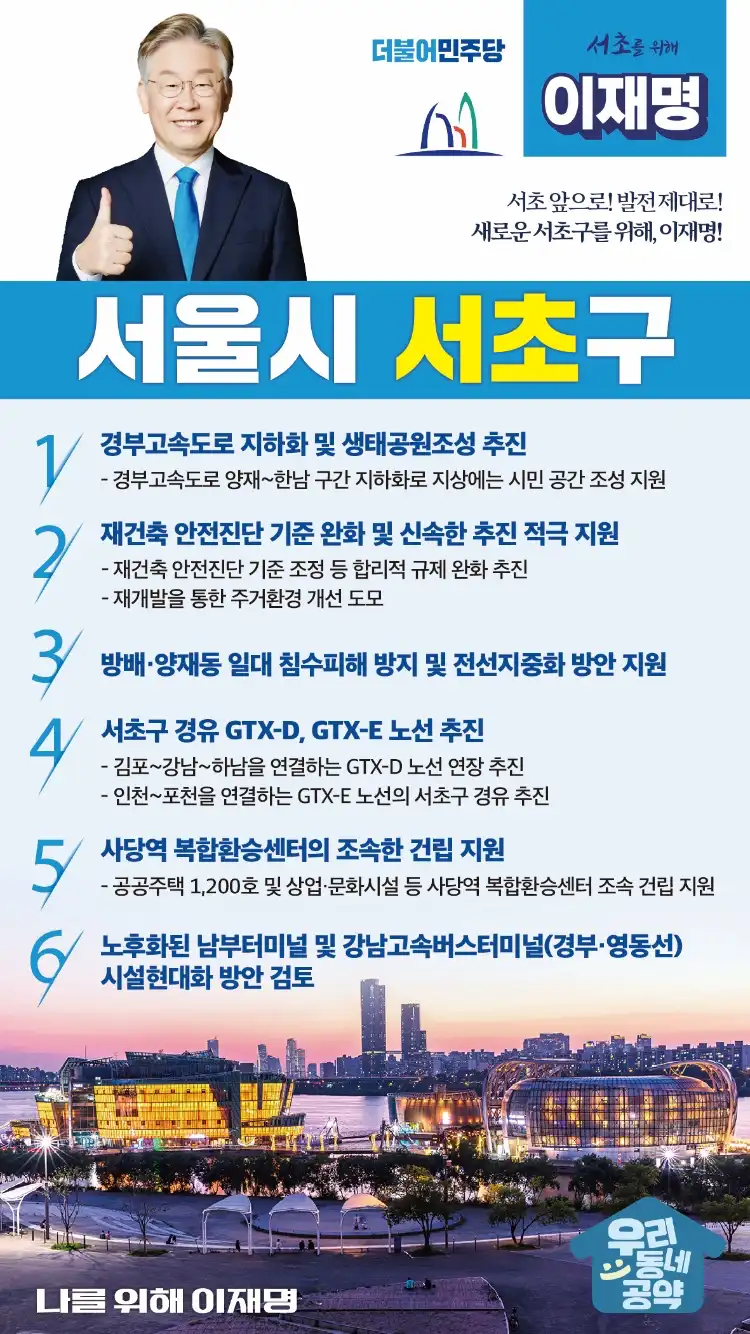 더불어민주당
서초를 위해
이재명
서초 앞으로! 발전 제대로!
새로운 서초구를 위해, 이재명!
서울시 서초구
1 경부고속도로 지하화 및 생태공원조성 추진
- 경부고속도로 양재~한남 구간 지하화로 지상에는 시민 공간 조성 지원
2 재건축 안전진단 기준 완화 및 신속한 추진 적극 지원
- 재건축 안전진단 기준 조정 등 합리적 규제 완화 추진
- 재개발을 통한 주거환경 개선 도모
3 방배·양재동 일대 침수피해 방지 및 전선지중화 방안 지원
4 서초구 경유 GTX-D, GTX-E 노선 추진
- 김포~강남~하남을 연결하는 GTX-D 노선 연장 추진
- 인천~포천을 연결하는 GTX-E 노선의 서초구 경유 추진
5 사당역 복합환승센터의 조속한 건립 지원
- 공공주택 1,200호 및 상업·문화시설 등 사당역 복합환승센터 조속 건립 지원
6 노후화된 남부터미널 및 강남고속버스터미널(경부·영동선)
시설현대화 방안 검토
우리
동네
공약
나를 위해 이재명